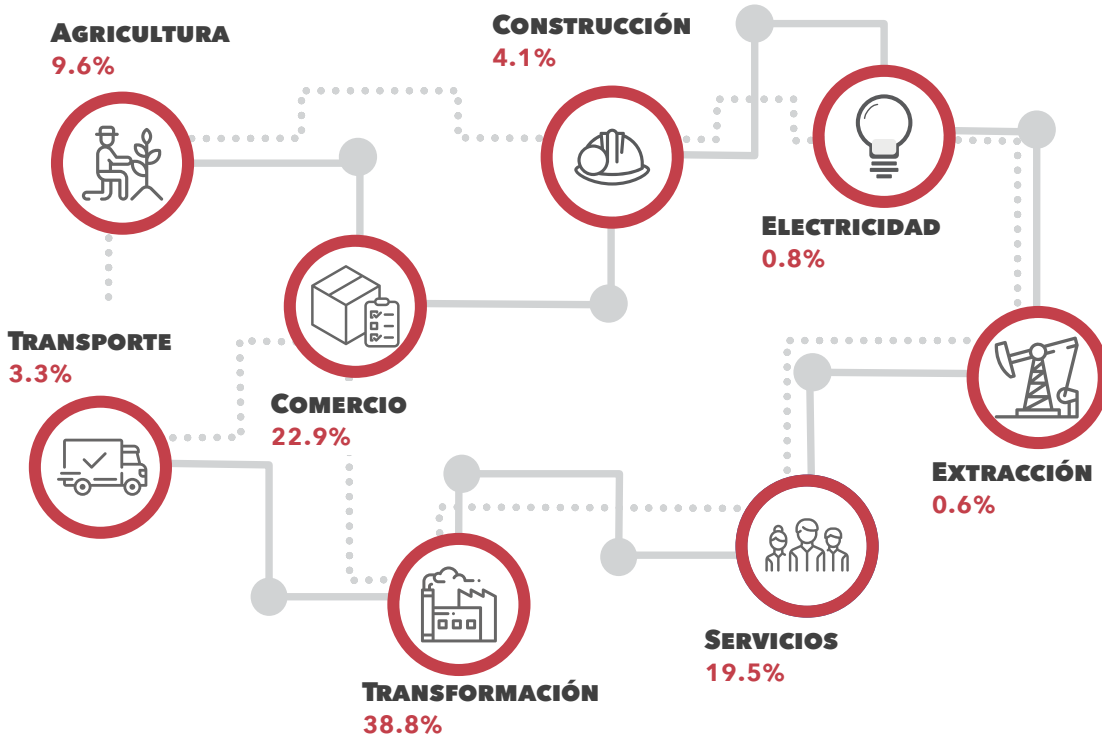 AGRICULTURA
9.6%
CONSTRUCCIÓN
4.1%
ELECTRICIDAD
0.8%
TRANSPORTE
3.3%
COMERCIO
22.9%
EXTRACCIÓN
0.6%
SERVICIOS
19.5%
TRANSFORMACIÓN
38.8%